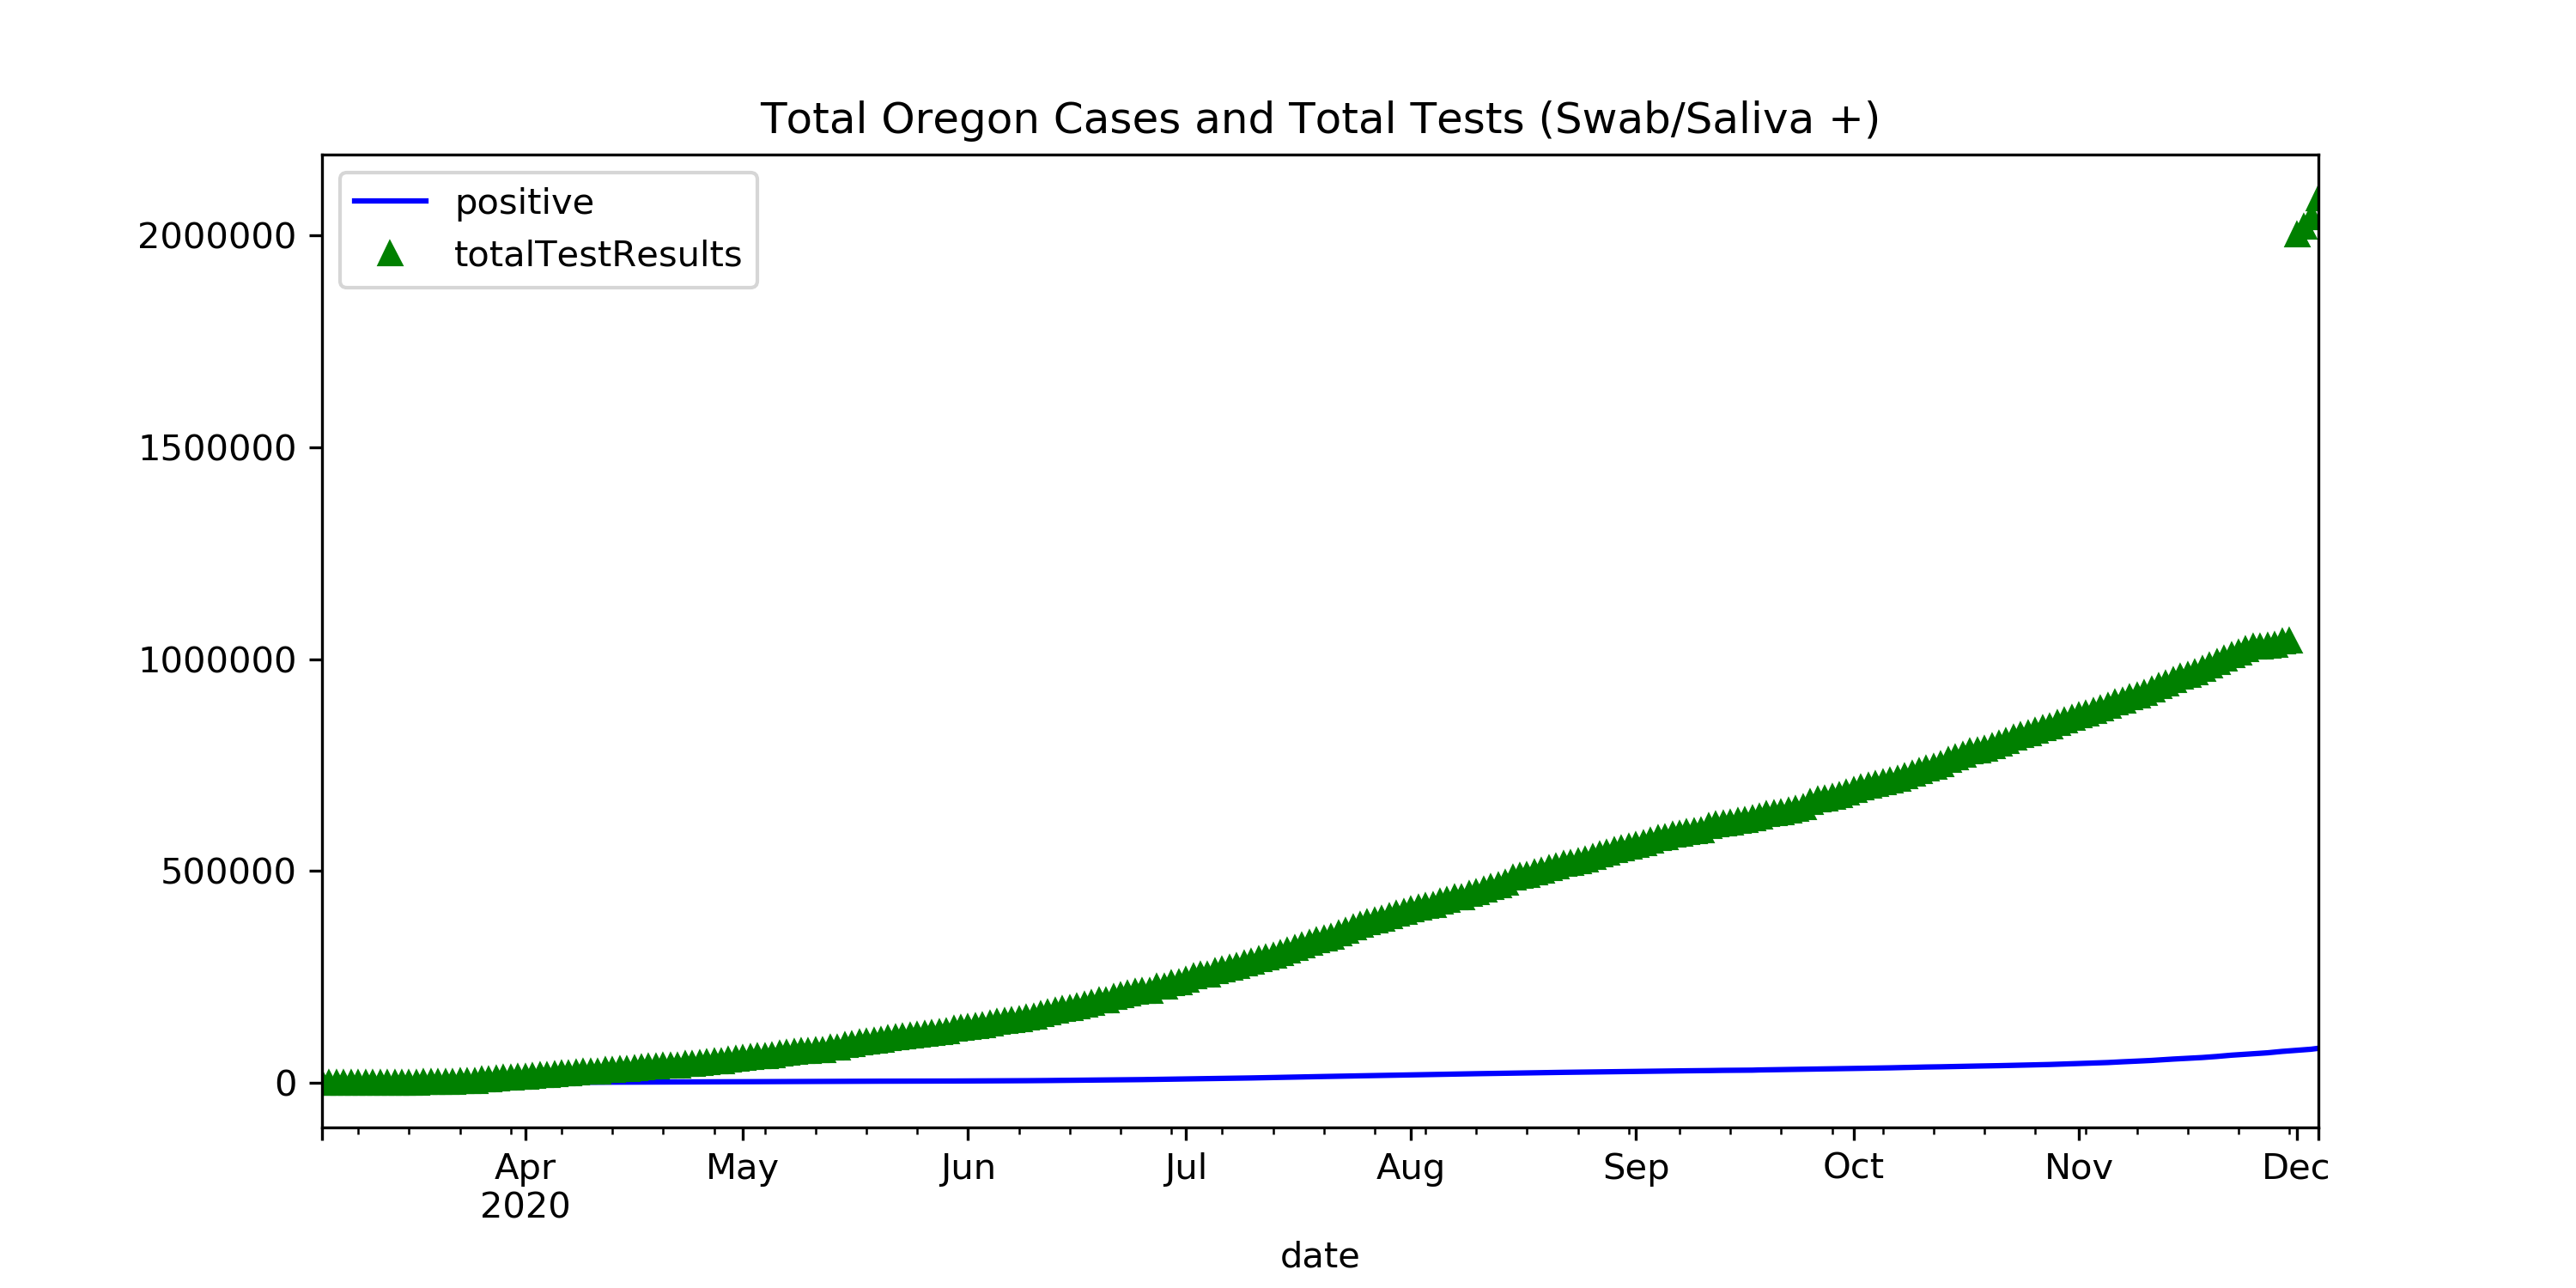 Total Oregon Cases and Total Tests (Swab/Saliva +)
positive
totalTestResults
2000000
1500000
1000000
500000
0
Apr May Jun Jul Aug Sep Oct Nov Dec
2020
date